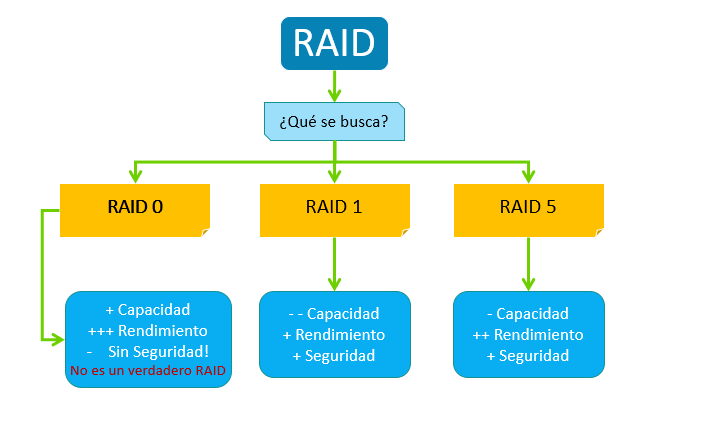 RAID
¿Qué se busca?
RAID 0
RAID 1
RAID 5
+ Capacidad
+++ Rendimiento
- Sin Seguridad!
No es un verdadero RAID
- - Capacidad
+ Rendimiento
+ Seguridad
- Capacidad
++ Rendimiento
+ Seguridad